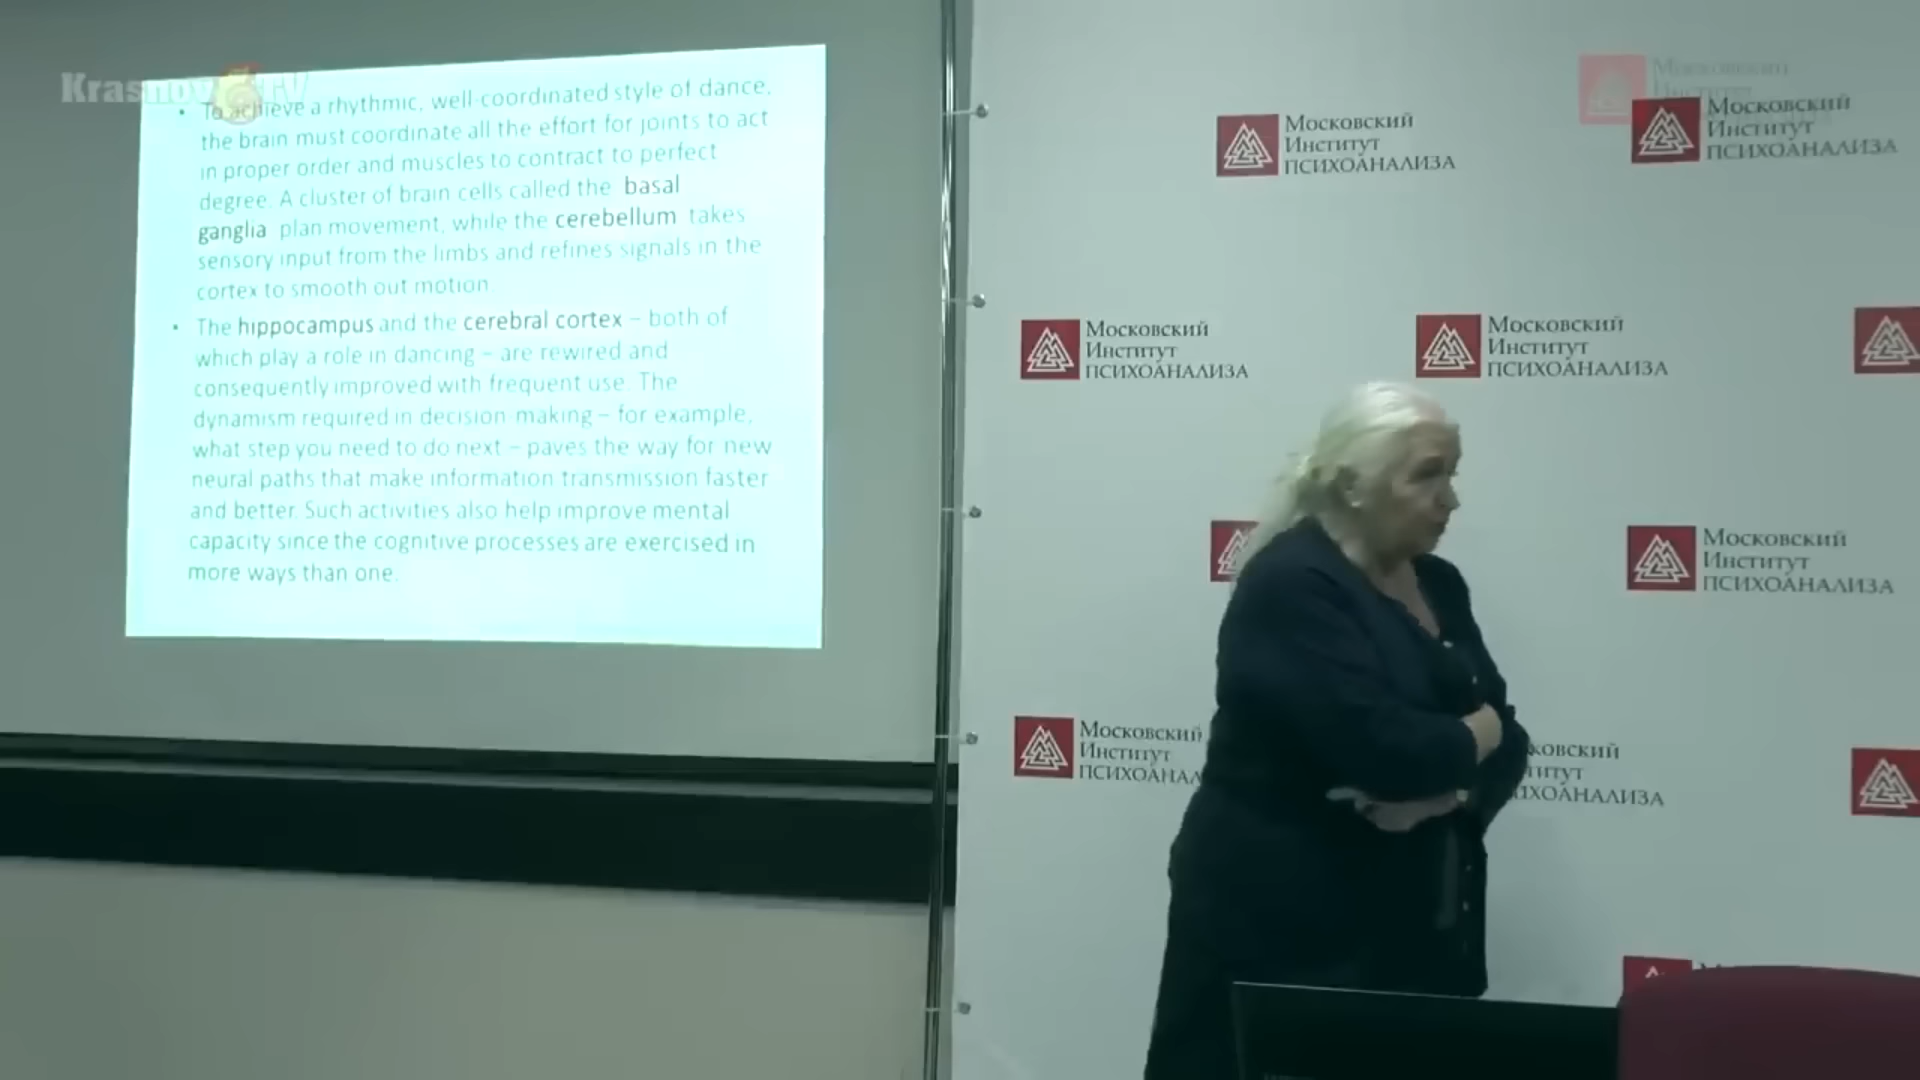 Krasnov TV
• To achieve a rhythmic, well-coordinated style of dance,
the brain must coordinate all the effort for joints to act
in proper order and muscles to contract to perfect
degree. A cluster of brain cells called the basal
ganglia plan movement, while the cerebellum takes
sensory input from the limbs and refines signals in the
cortex to smooth out motion
• The hippocampus and the cerebral cortex – both of
which play a role in dancing – are rewired and
consequently improved with frequent use. The
dynamism required in decision-making – for example,
what step you need to do next – paves the way for new
neural paths that make information transmission faster
and better. Such activities also help improve mental
capacity since the cognitive processes are exercised in
more ways than one.
Московский
Институт
Московский
Институт
ПСИХОАНАЛИЗА
Московский
Институт
ПСИХОАНАЛИЗА
Московский
Институт
ПСИХОАНАЛИЗА
Московский
Институт
ПСИХОАНАЛИЗА
Московский
Институт
ПСИХОАНАЛИЗА
Московский
Институт
ПСИХОАНАЛ
ковский
титут
ИХОАНАЛИЗА